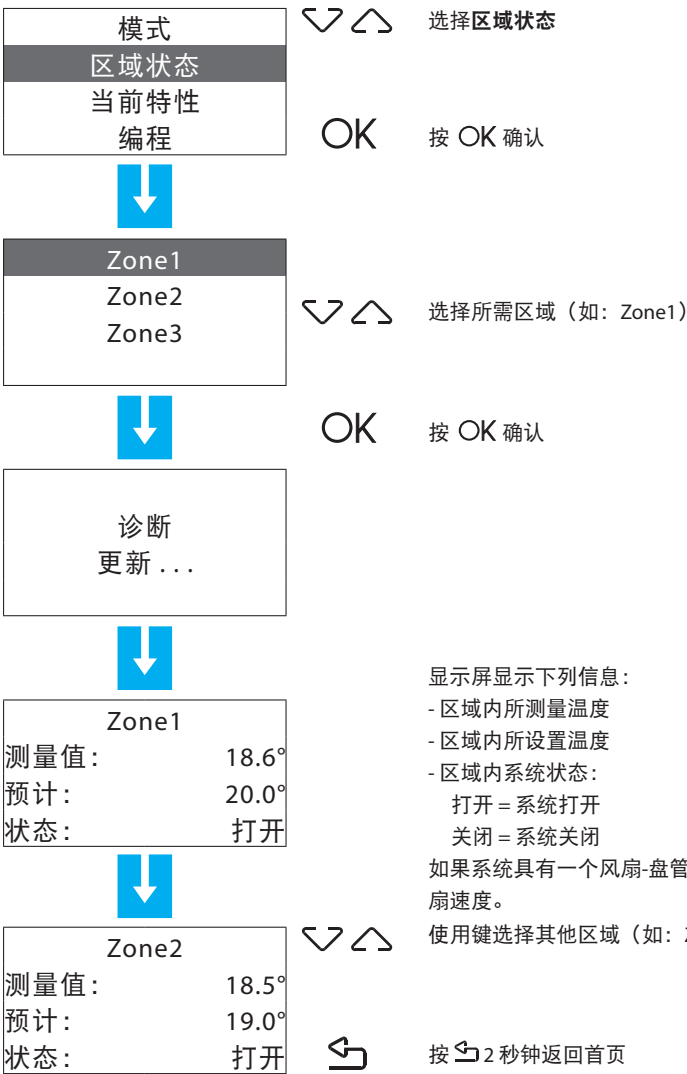 模式
区域状态
当前特性
编程
选择区域状态
OK
按 OK 确认
Zone1
Zone2
Zone3
选择所需区域（如：Zone1）
OK
按 OK 确认
诊断
更新 . . .
Zone1
测量值： 18.6°
预计： 20.0°
状态： 打开
显示屏显示下列信息：
- 区域内所测量温度
- 区域内所设置温度
- 区域内系统状态：
打开 = 系统打开
关闭 = 系统关闭
如果系统具有一个风扇-盘管
扇速度。
Zone2
测量值： 18.5°
预计： 19.0°
状态： 打开
使用键选择其他区域（如：
按 2 秒钟返回首页